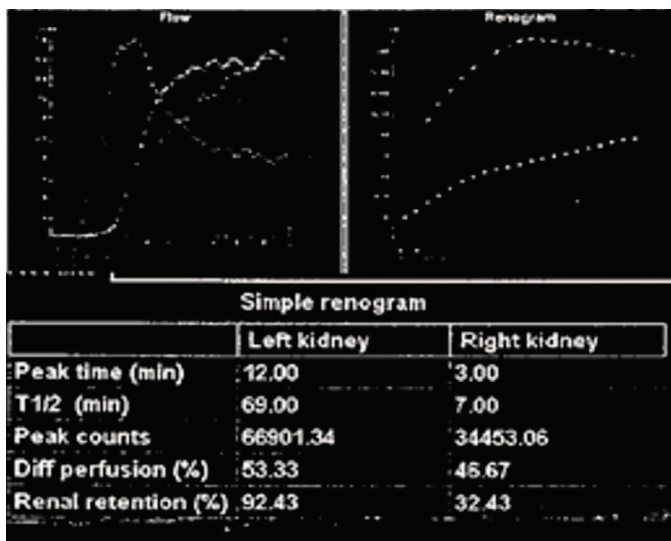 Flow
Renogram
Simple renogram
Left kidney Right kidney
Peak time (min) 12.00 3.00
T1/2 (min) 69.00 7.00
Peak counts 66901.34 34453.06
Diff perfusion (%) 53.33 46.67
Renal retention (%) 92.43 32.43